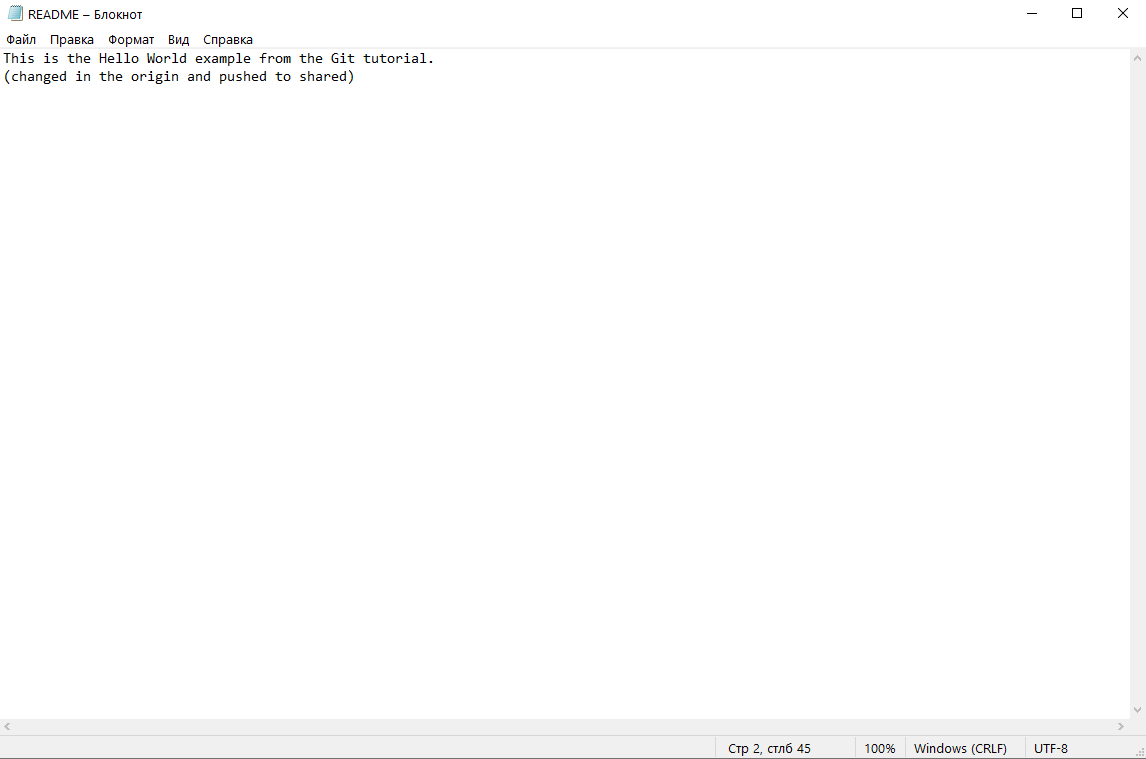 README – Блокнот
Файл Правка Формат Вид Справка
This is the Hello World example from the Git tutorial.
(changed in the origin and pushed to shared)
Стр 2, стлб 45 100% Windows (CRLF) UTF-8